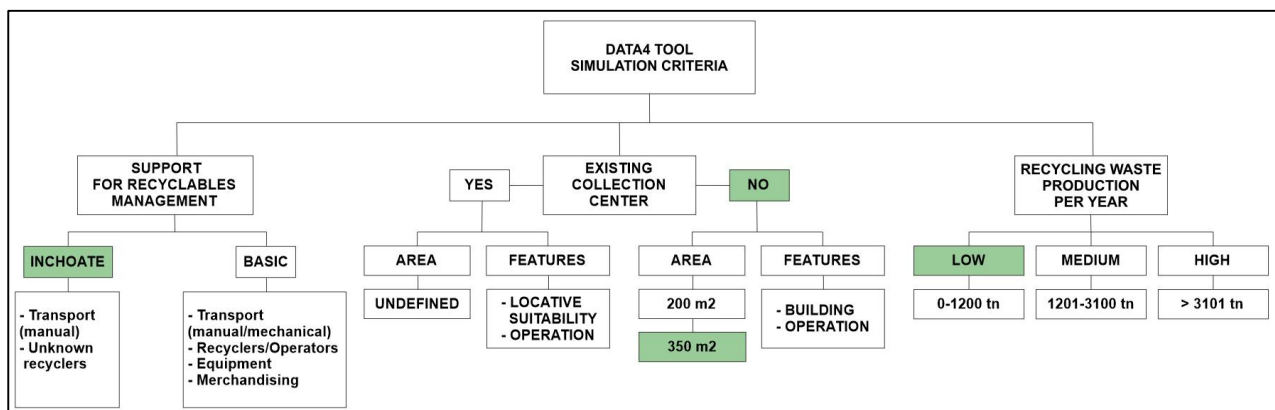 DATA4 TOOL
SIMULATION CRITERIA
SUPPORT
FOR RECYCLABLES
MANAGEMENT
YES
EXISTING
COLLECTION
CENTER
NO
RECYCLING WASTE
PRODUCTION
PER YEAR
INCHOATE
BASIC
AREA
FEATURES
AREA
FEATURES
LOW
MEDIUM
HIGH
- Transport
(manual)
- Unknown
recyclers
- Transport
(manual/mechanical)
- Recyclers/Operators
- Equipment
- Merchandising
UNDEFINED
- LOCATIVE
SUITABILITY
- OPERATION
200 m2
350 m2
- BUILDING
- OPERATION
0-1200 tn
1201-3100 tn
> 3101 tn